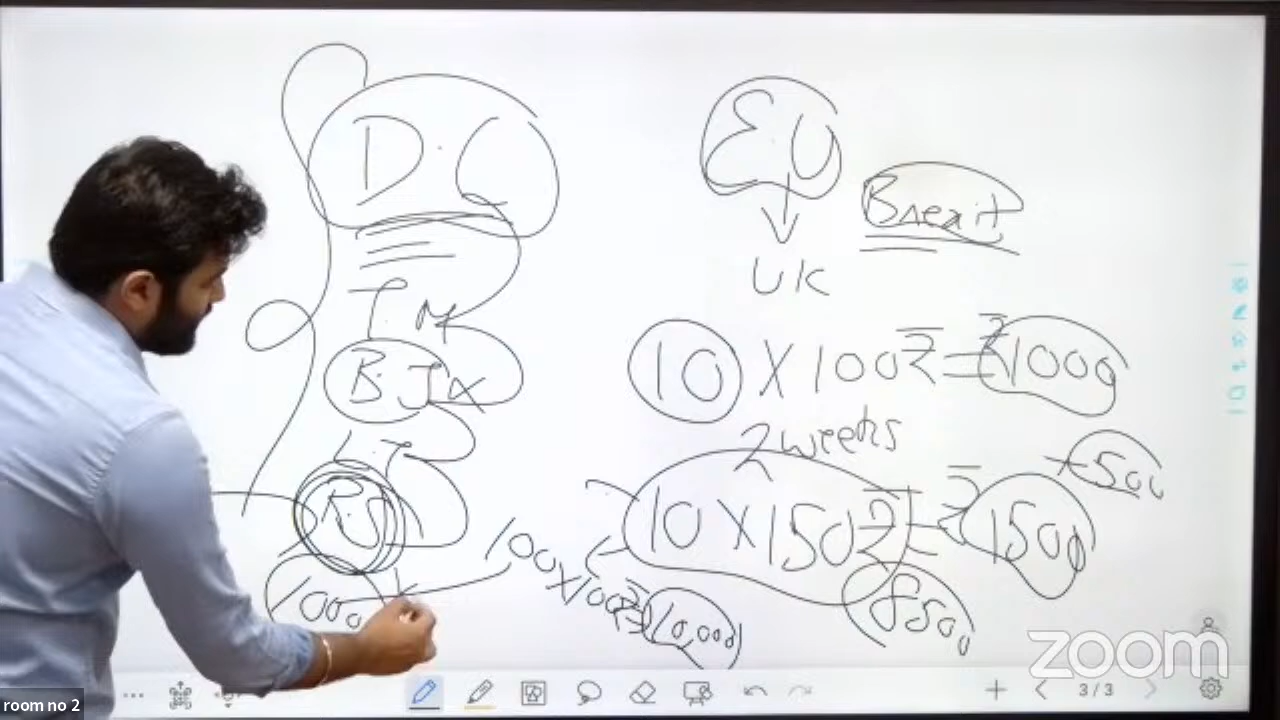 D.C
T.M
B.J
L.T
R.S
1000
E.U
Brexit
UK
10 X 100₹ = ₹1000
2 weeks
+500
10 X 150₹ = ₹1500
100 X 100₹ = 10,000
8500
3/3
zoom
room no 2